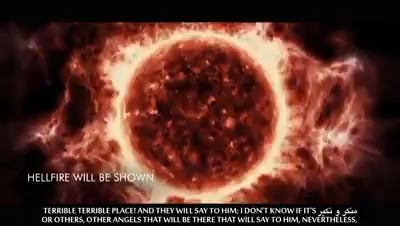 HELLFIRE WILL BE SHOWN
TERRIBLE TERRIBLE PLACE! AND THEY WILL SAY TO HIM; I DON'T KNOW IF IT'S منكر و نكير
OR OTHERS, OTHER ANGELS THAT WILL BE THERE THAT WILL SAY TO HIM, NEVERTHELESS,